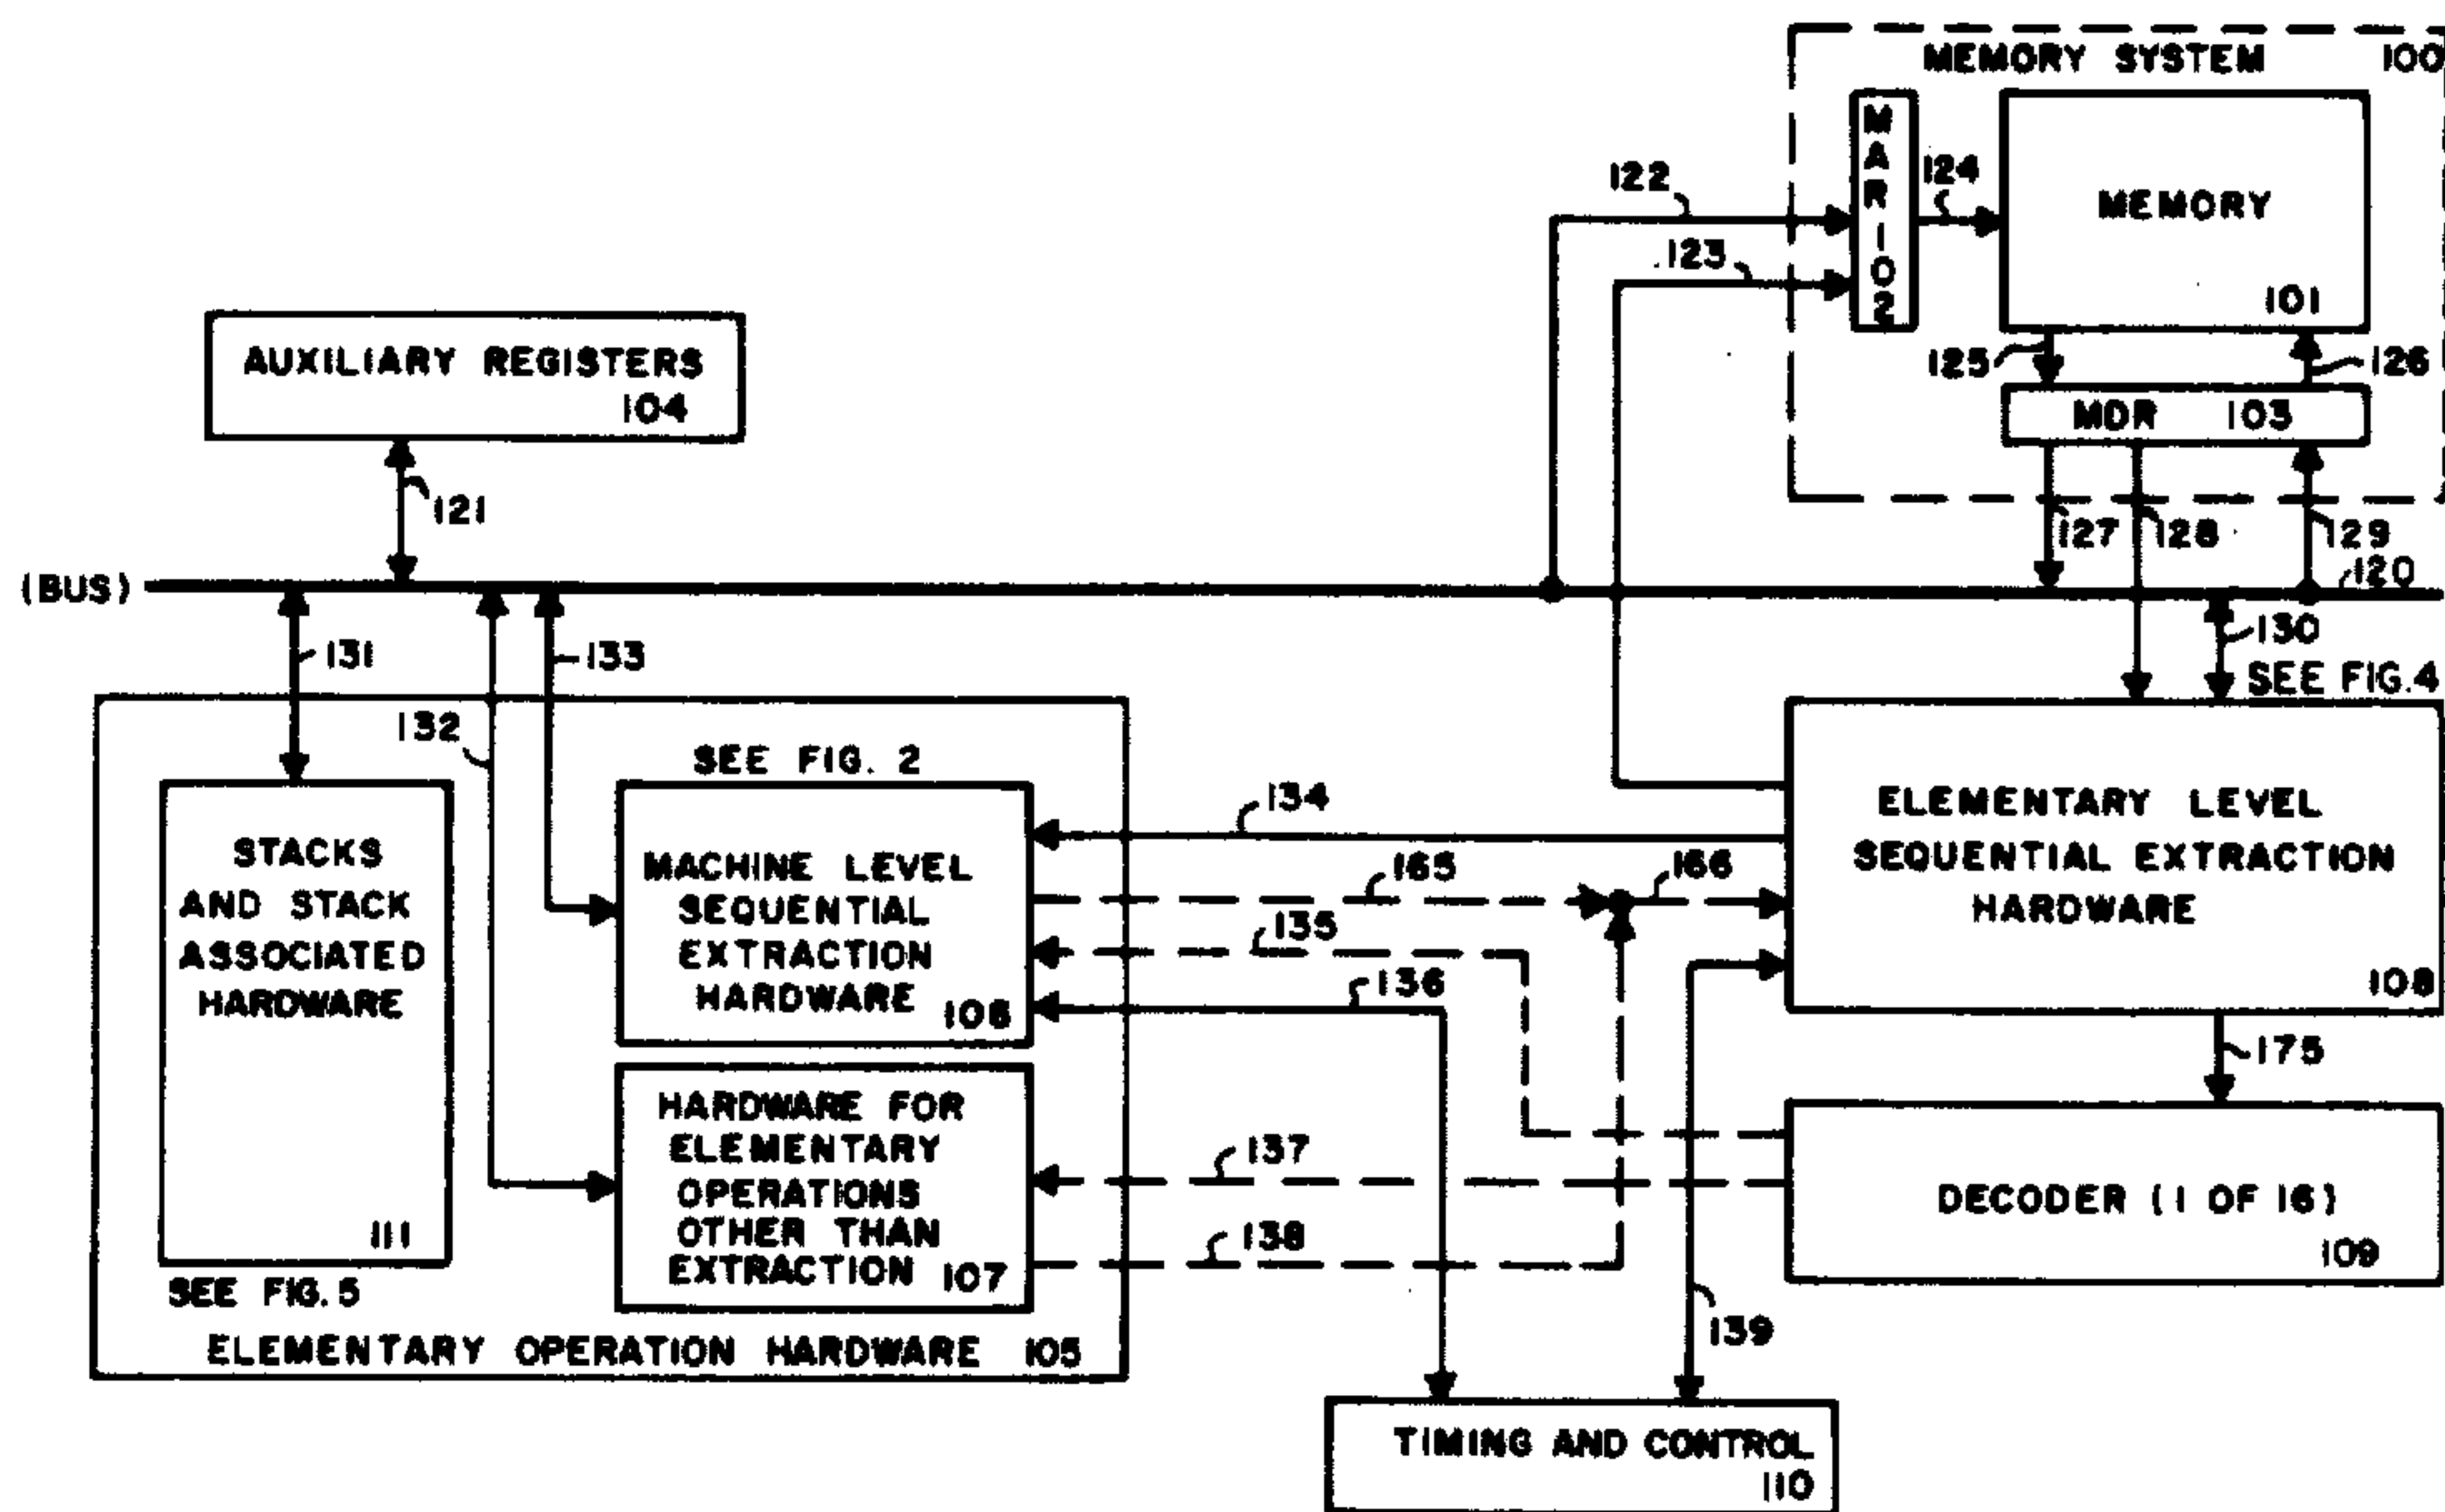 MEMORY SYSTEM 100
MAR 102
124
MEMORY
101
122
123
125
126
MDR 103
AUXILIARY REGISTERS
104
121
127
128
129
(BUS)
120
130
131
133
SEE FIG.4
132
SEE FIG. 2
134
STACKS
AND STACK
ASSOCIATED
HARDWARE
111
SEE FIG.5
MACHINE LEVEL
SEQUENTIAL
EXTRACTION
HARDWARE
106
165
166
135
136
ELEMENTARY LEVEL
SEQUENTIAL EXTRACTION
HARDWARE
108
175
HARDWARE FOR
ELEMENTARY
OPERATIONS
OTHER THAN
EXTRACTION 107
137
138
DECODER (1 OF 16)
109
139
ELEMENTARY OPERATION HARDWARE 105
TIMING AND CONTROL
110